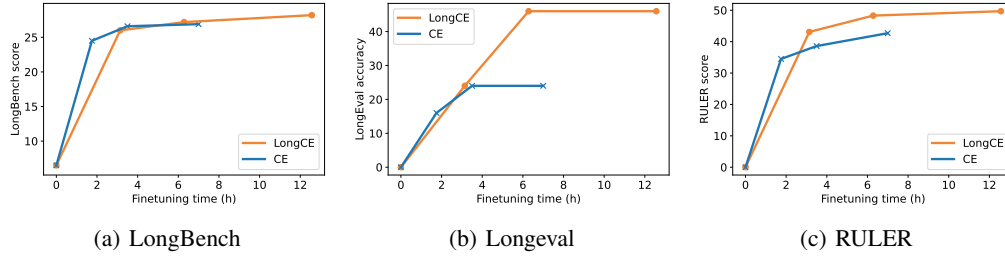 LongBench score
25
20
15
10
0 2 4 6 8 10 12
Finetuning time (h)
LongCE
CE
(a) LongBench
LongEval accuracy
40
30
20
10
0
0 2 4 6 8 10 12
Finetuning time (h)
LongCE
CE
(b) Longeval
RULER score
50
40
30
20
10
0
0 2 4 6 8 10 12
Finetuning time (h)
LongCE
CE
(c) RULER